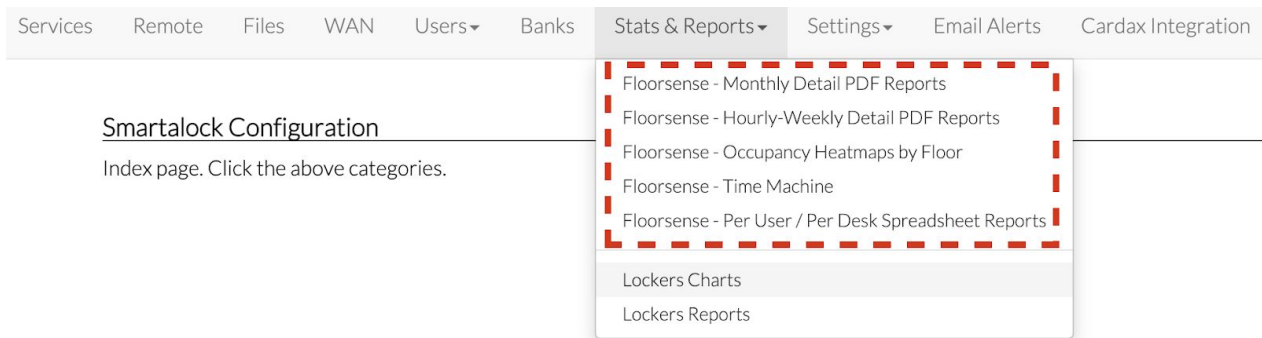 Services Remote Files WAN Users Banks Stats & Reports Settings Email Alerts Cardax Integration
Smartalock Configuration
Index page. Click the above categories.
Floorsense - Monthly Detail PDF Reports
Floorsense - Hourly-Weekly Detail PDF Reports
Floorsense - Occupancy Heatmaps by Floor
Floorsense - Time Machine
Floorsense - Per User / Per Desk Spreadsheet Reports
Lockers Charts
Lockers Reports